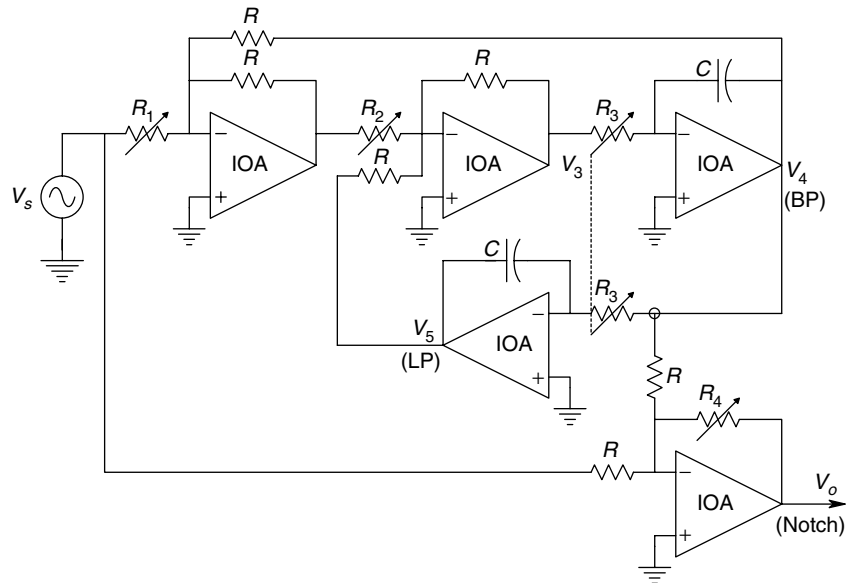 R
R
R
C
R₁
R₂
R₃
−
−
−
IOA
IOA
IOA
R
V₃
V₄
(BP)
+
+
+
Vₛ
C
R₃
V₅
(LP)
−
IOA
+
R
R₄
R
−
IOA
Vₒ
(Notch)
+